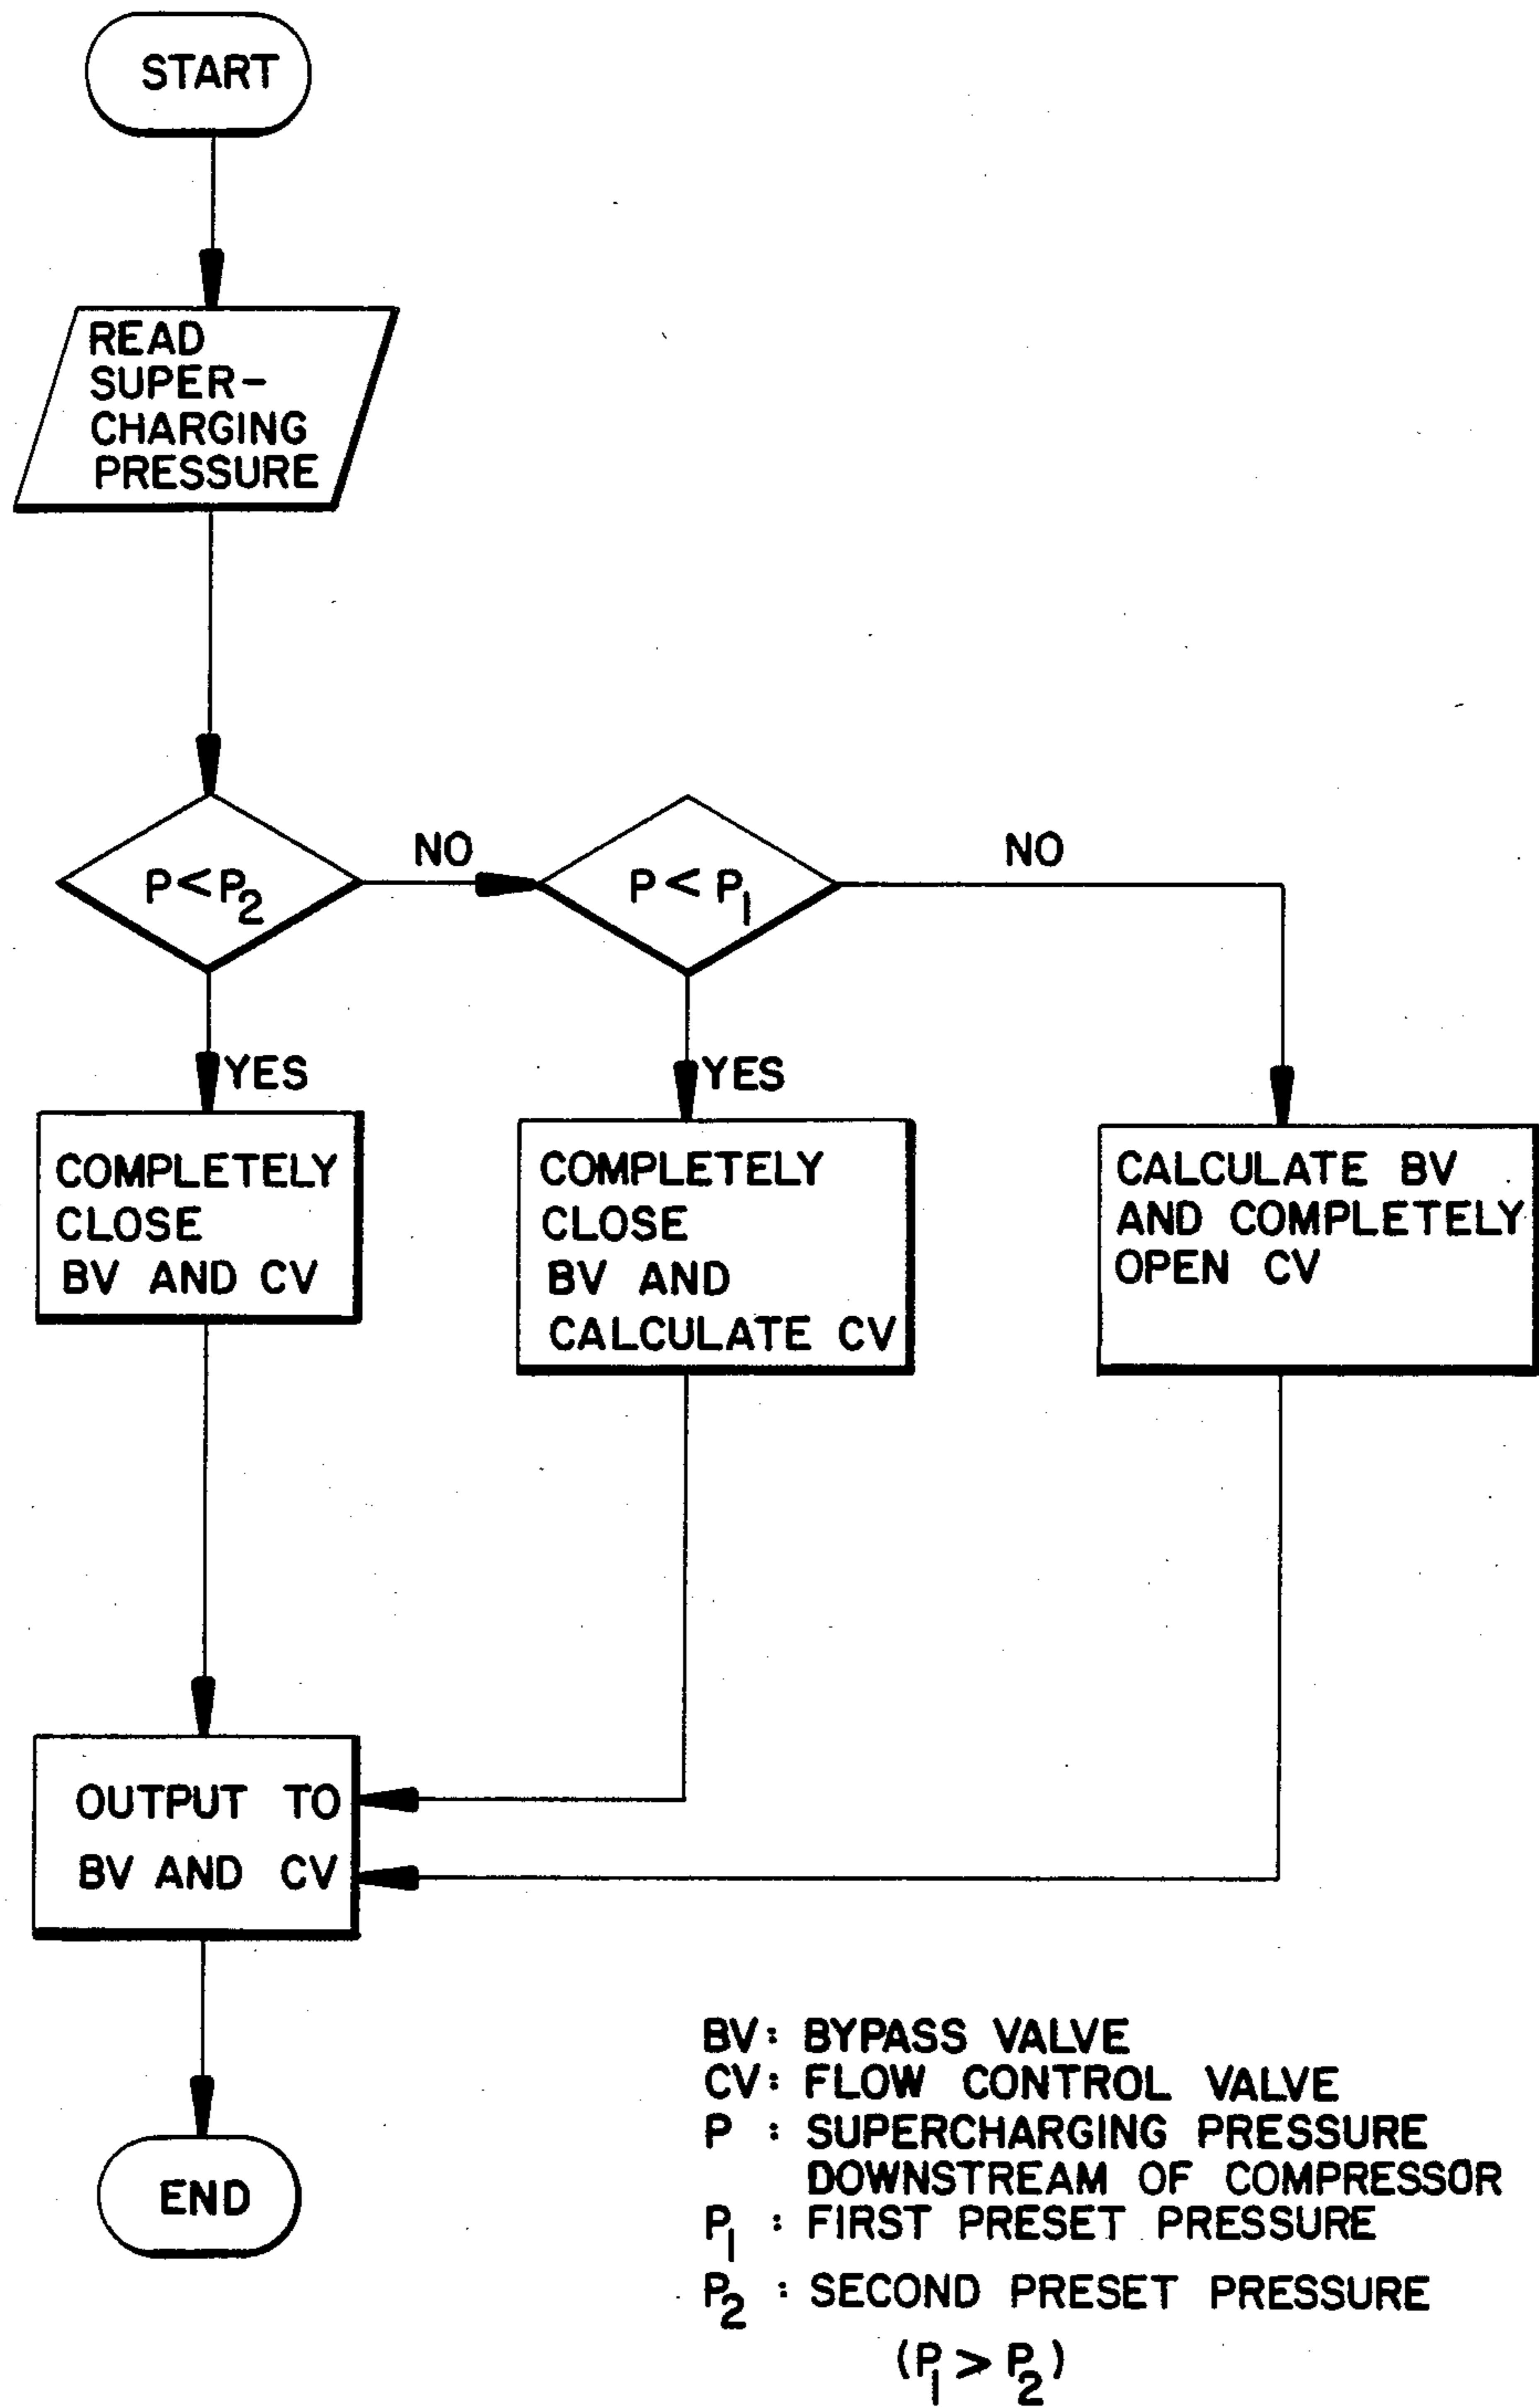 START
READ
SUPER-
CHARGING
PRESSURE
P<P2
NO
P<P1
NO
YES
YES
COMPLETELY
CLOSE
BV AND CV
COMPLETELY
CLOSE
BV AND
CALCULATE CV
CALCULATE BV
AND COMPLETELY
OPEN CV
OUTPUT TO
BV AND CV
END
BV: BYPASS VALVE
CV: FLOW CONTROL VALVE
P : SUPERCHARGING PRESSURE
DOWNSTREAM OF COMPRESSOR
P1 : FIRST PRESET PRESSURE
P2 : SECOND PRESET PRESSURE
(P1 > P2)